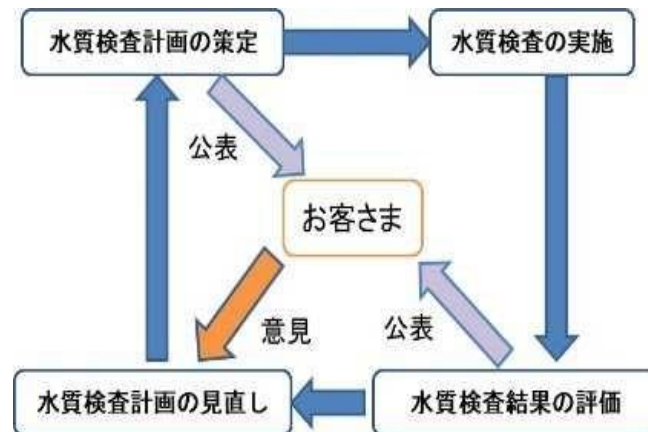 水質検査計画の策定
水質検査の実施
公表
お客さま
意見
公表
水質検査計画の見直し
水質検査結果の評価